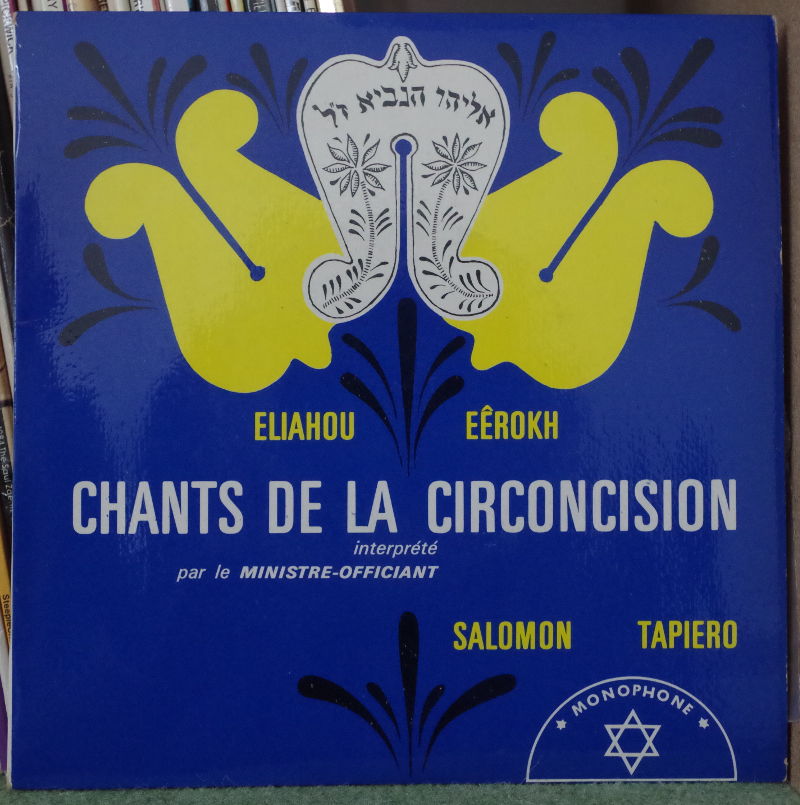 אליהו הנביא ז"ל
ELIAHOU EÊROKH
CHANTS DE LA CIRCONCISION
interprété
par le MINISTRE-OFFICIANT
SALOMON TAPIERO
MONOPHONE